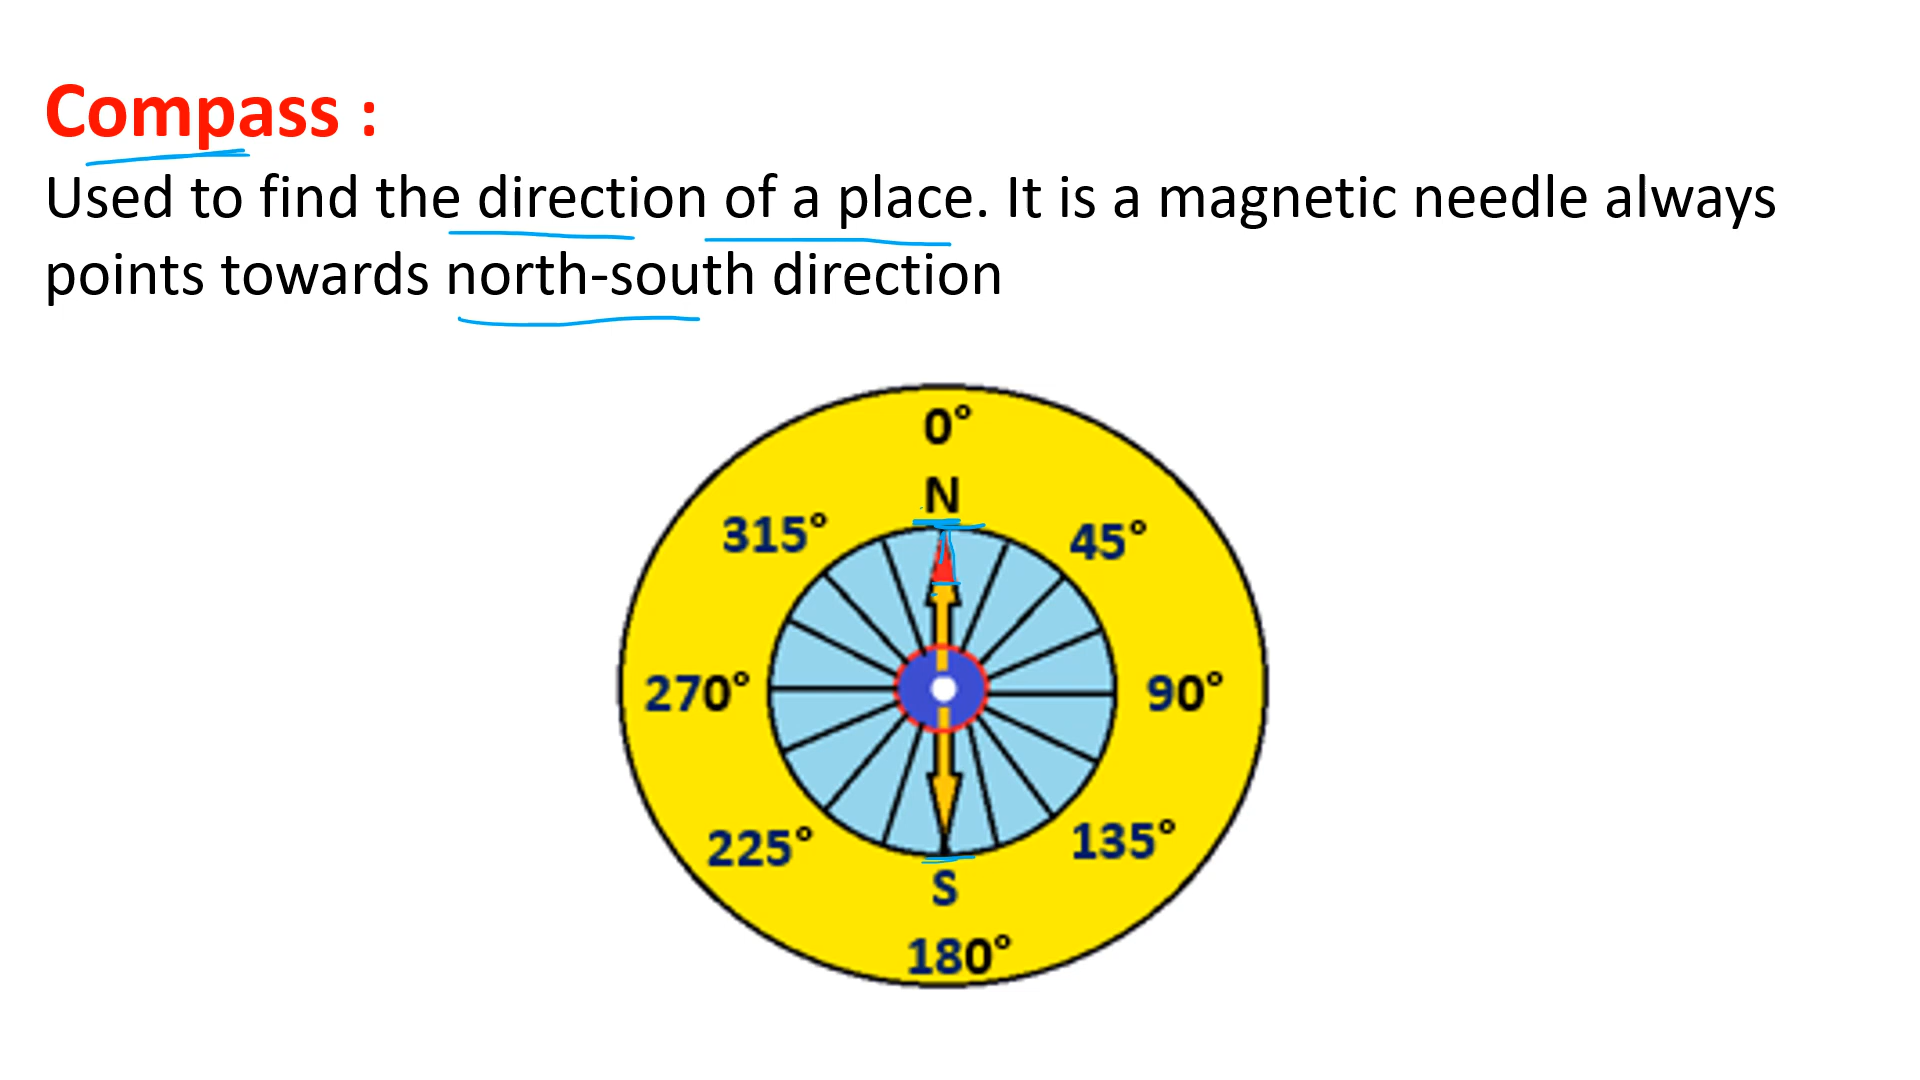 Compass :
Used to find the direction of a place. It is a magnetic needle always
points towards north-south direction
0°
N
315°
45°
270°
90°
225°
135°
S
180°